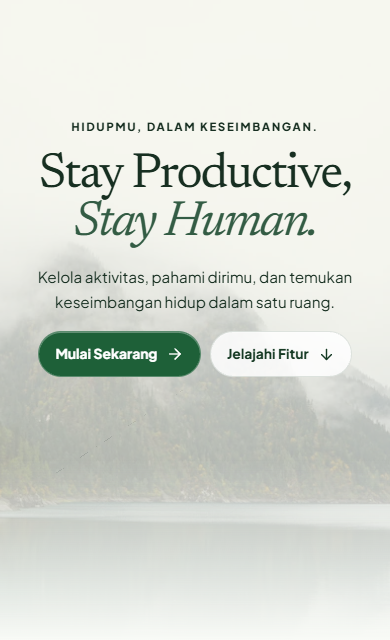 HIDUPMU, DALAM KESEIMBANGAN.
Stay Productive,
Stay Human.
Kelola aktivitas, pahami dirimu, dan temukan
keseimbangan hidup dalam satu ruang.
Mulai Sekarang → Jelajahi Fitur ↓